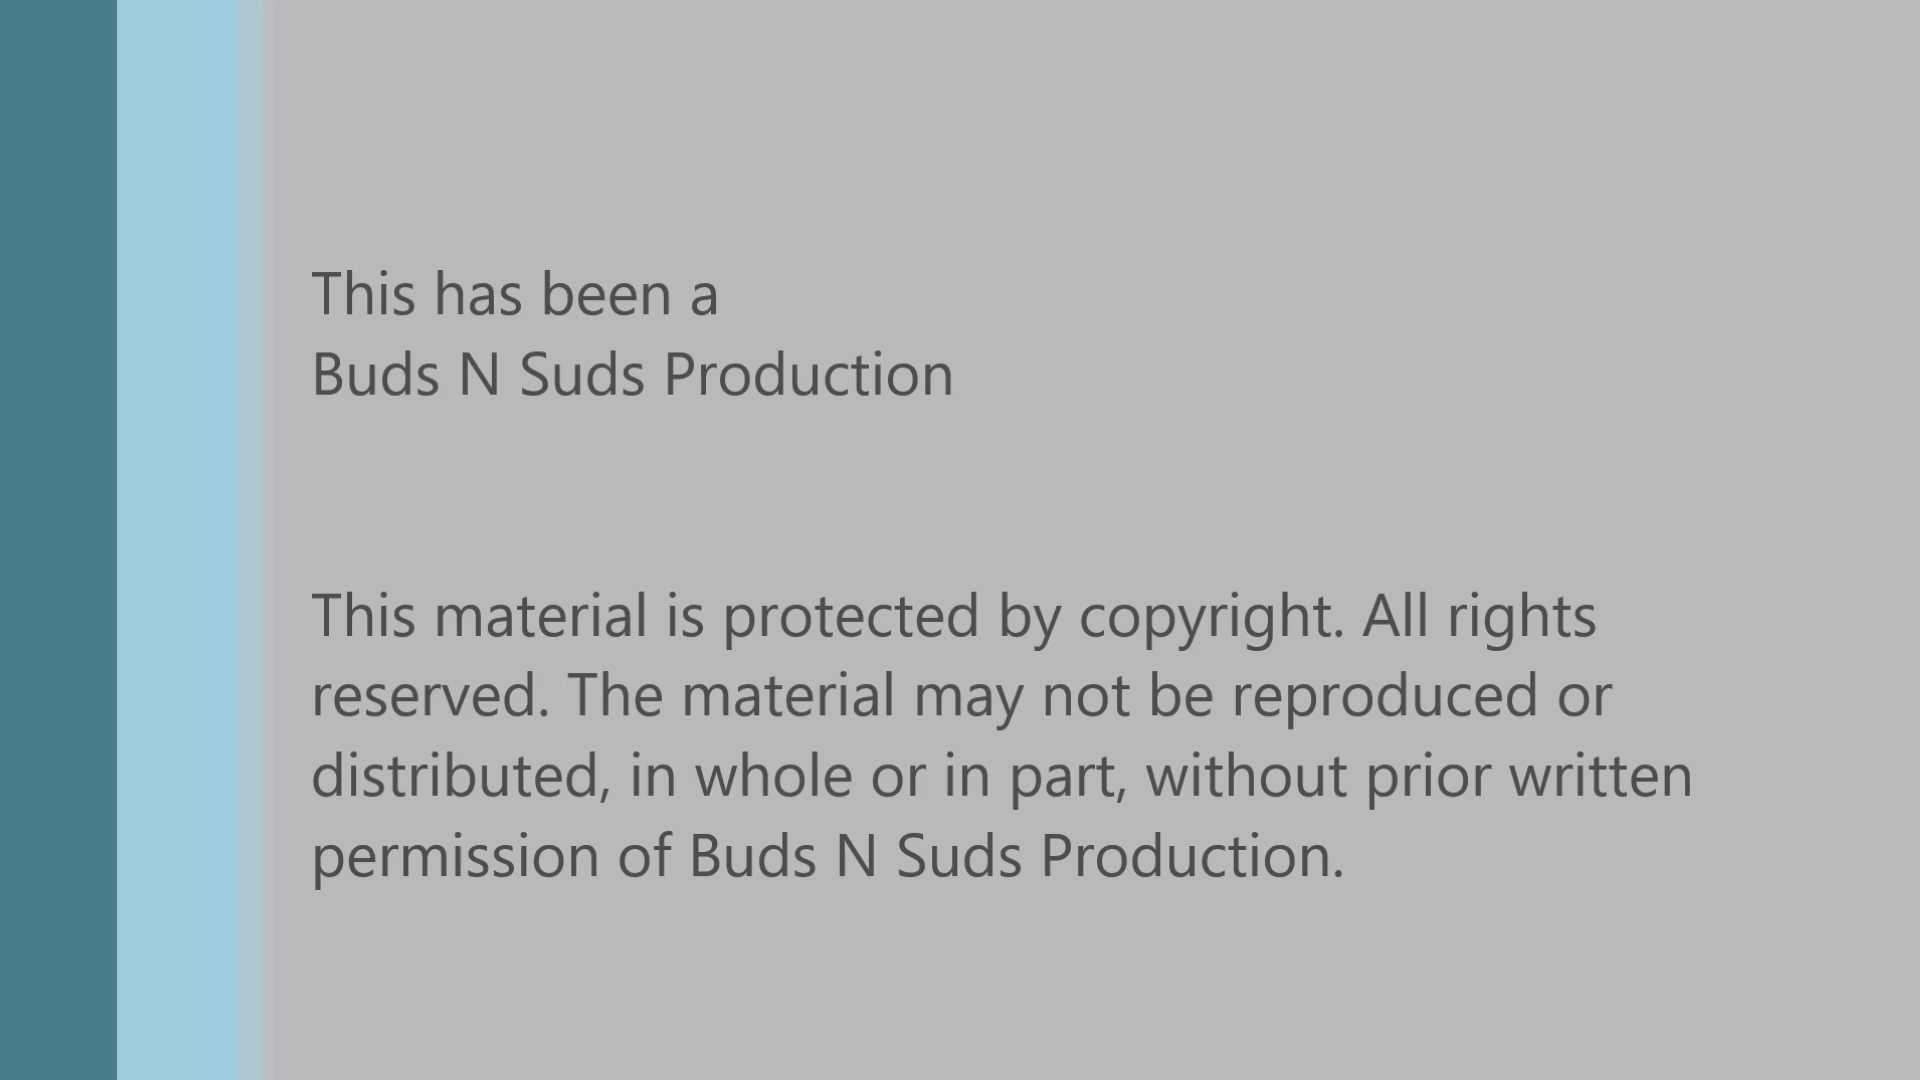 This has been a
Buds N Suds Production
This material is protected by copyright. All rights
reserved. The material may not be reproduced or
distributed, in whole or in part, without prior written
permission of Buds N Suds Production.